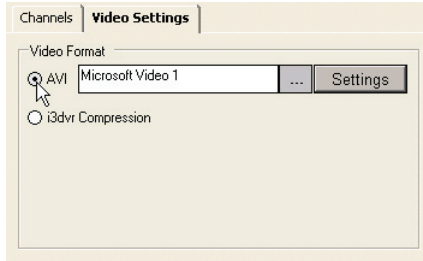 Channels Video Settings
Video Format
AVI Microsoft Video 1 ... Settings
i3dvr Compression